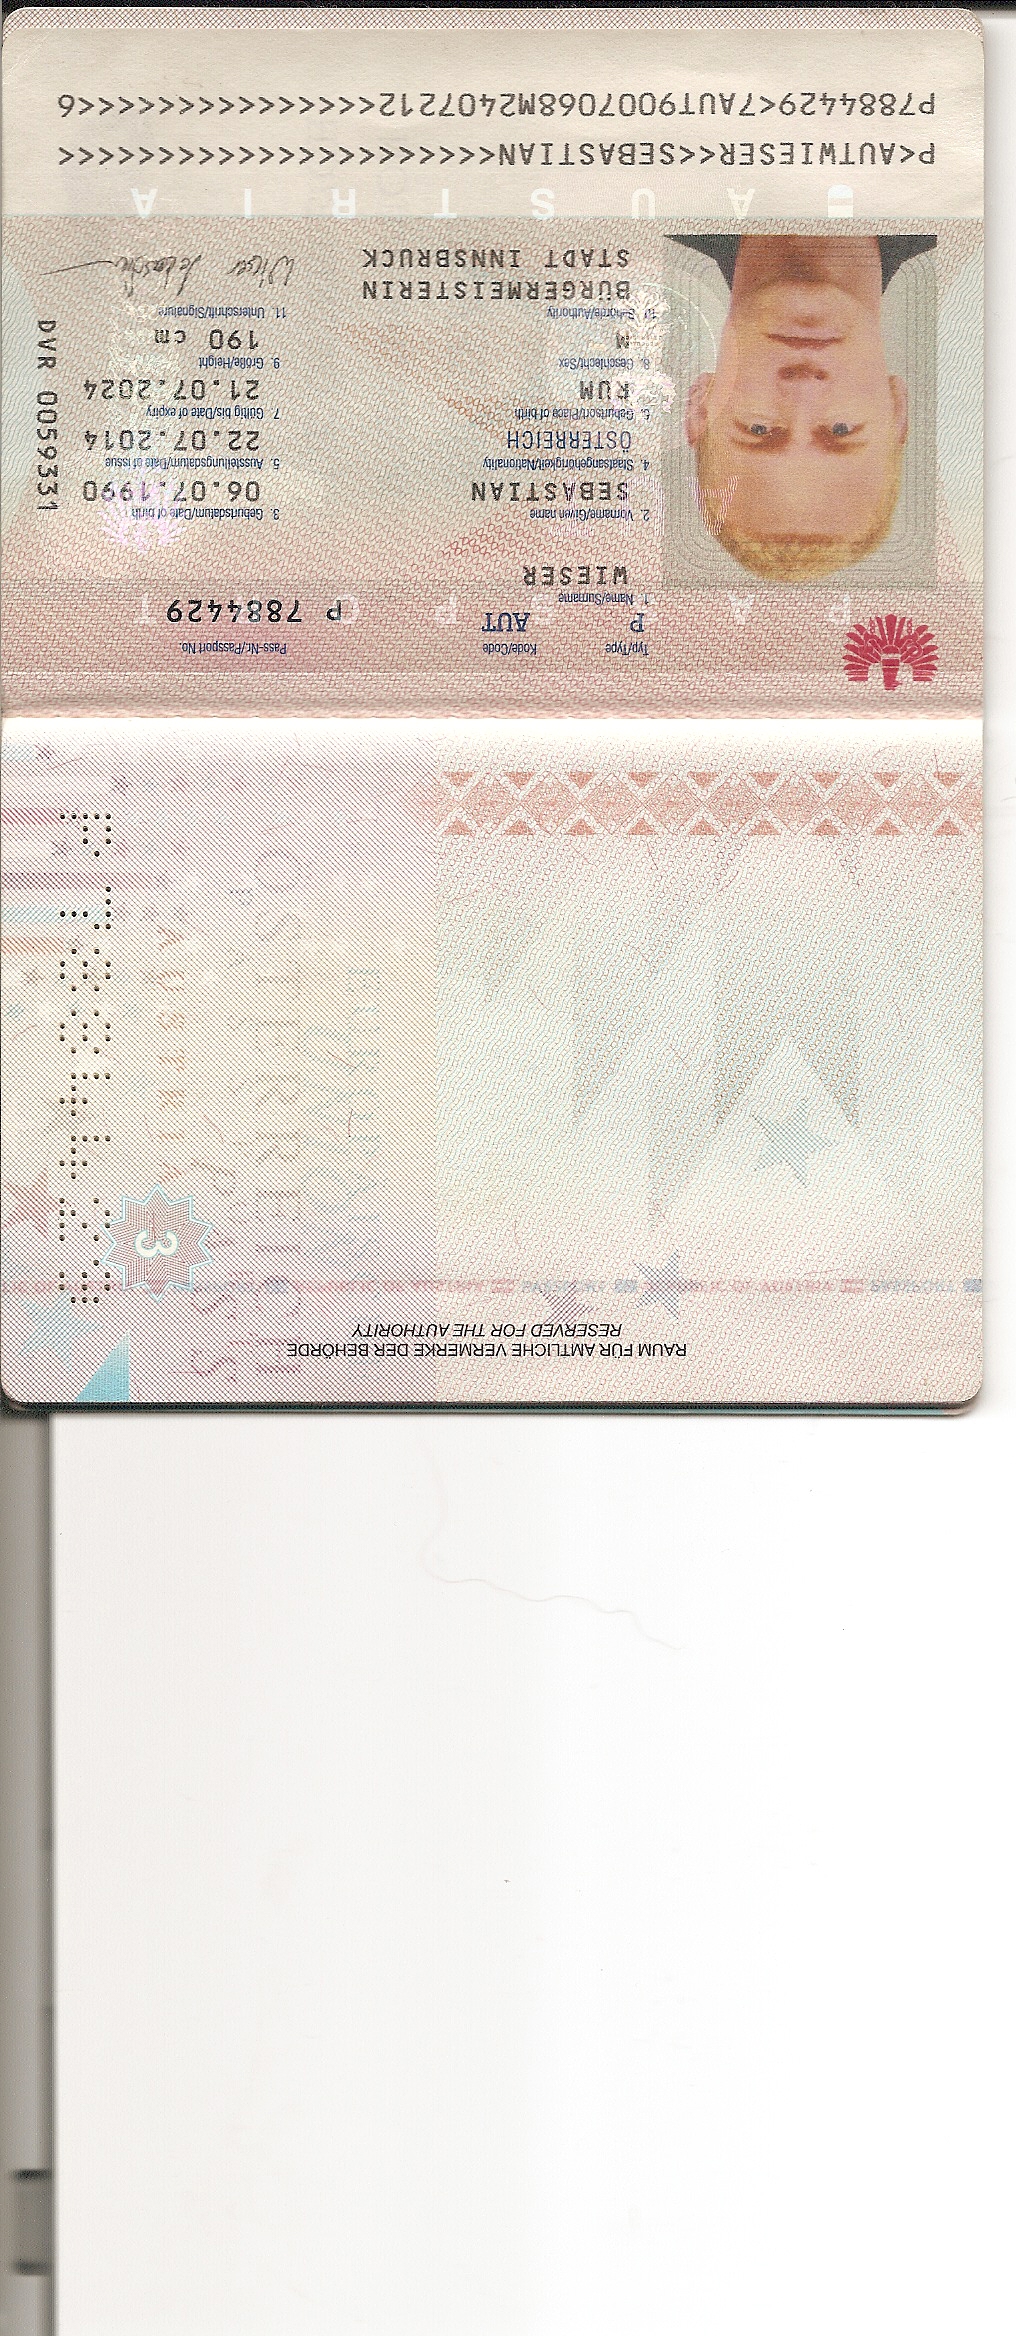 RAUM FÜR AMTLICHE VERMERKE DER BEHÖRDE
RESERVED FOR THE AUTHORITY
3
P 7884429
Typ/Type Kode/Code Pass-Nr./Passport No.
P AUT P 7884429
1. Name/Surname
WIESER
2. Vorname/Given name 3. Geburtsdatum/Date of birth
SEBASTIAN 06.07.1990
4. Staatsangehörigkeit/Nationality 5. Ausstellungsdatum/Date of issue
ÖSTERREICH 22.07.2014
6. Geburtsort/Place of birth 7. Gültig bis/Date of expiry
RUM 21.07.2024
8. Geschlecht/Sex 9. Größe/Height
M 190 cm
10. Behörde/Authority 11. Unterschrift/Signature
BÜRGERMEISTERIN
STADT INNSBRUCK
Wieser Sebastian
DVR 0059331
AUSTRIA
P<AUTWIESER<<SEBASTIAN<<<<<<<<<<<<<<<<<<<<<<
P7884429<7AUT9007068M2407212<<<<<<<<<<<<<<<6